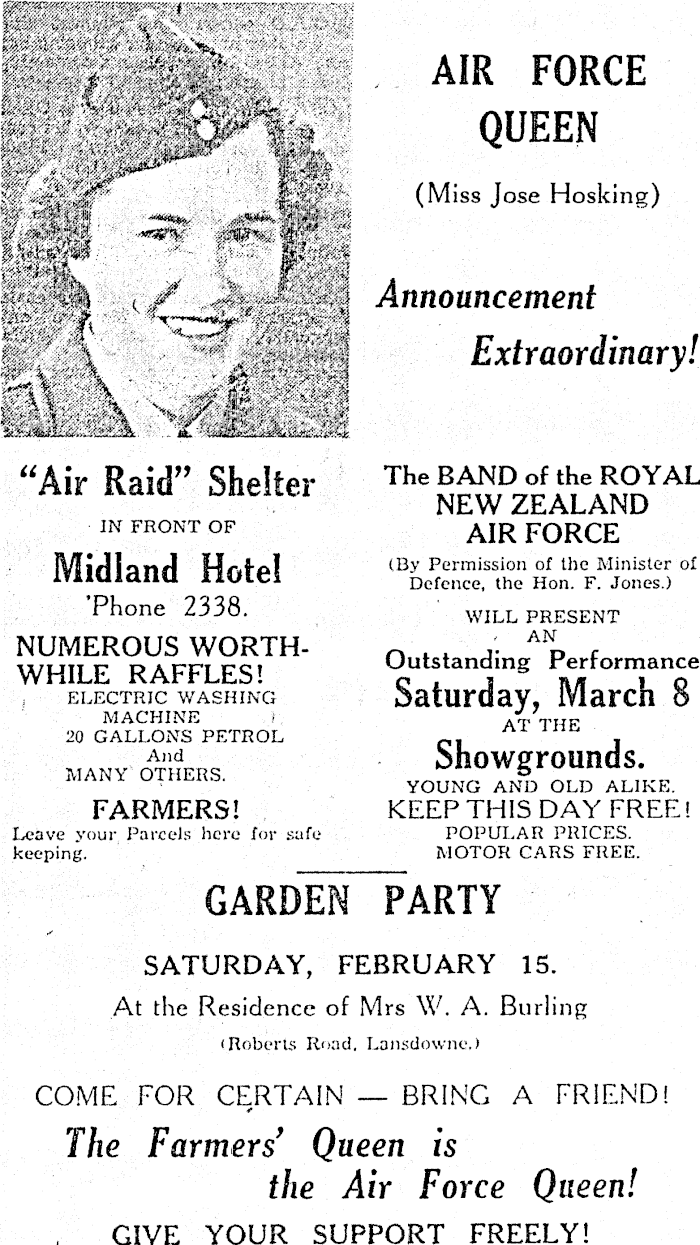 AIR FORCE
QUEEN
(Miss Jose Hosking)
Announcement
Extraordinary!
"Air Raid" Shelter
IN FRONT OF
Midland Hotel
'Phone 2338.
NUMEROUS WORTH-
WHILE RAFFLES!
ELECTRIC WASHING
MACHINE
20 GALLONS PETROL
And
MANY OTHERS.
FARMERS!
Leave your Parcels here for safe
keeping.
The BAND of the ROYAL
NEW ZEALAND
AIR FORCE
(By Permission of the Minister of
Defence, the Hon. F. Jones.)
WILL PRESENT
AN
Outstanding Performance
Saturday, March 8
AT THE
Showgrounds.
YOUNG AND OLD ALIKE.
KEEP THIS DAY FREE!
POPULAR PRICES.
MOTOR CARS FREE.
GARDEN PARTY
SATURDAY, FEBRUARY 15.
At the Residence of Mrs W. A. Burling
(Roberts Road, Lansdowne.)
COME FOR CERTAIN — BRING A FRIEND!
The Farmers' Queen is
the Air Force Queen!
GIVE YOUR SUPPORT FREELY!